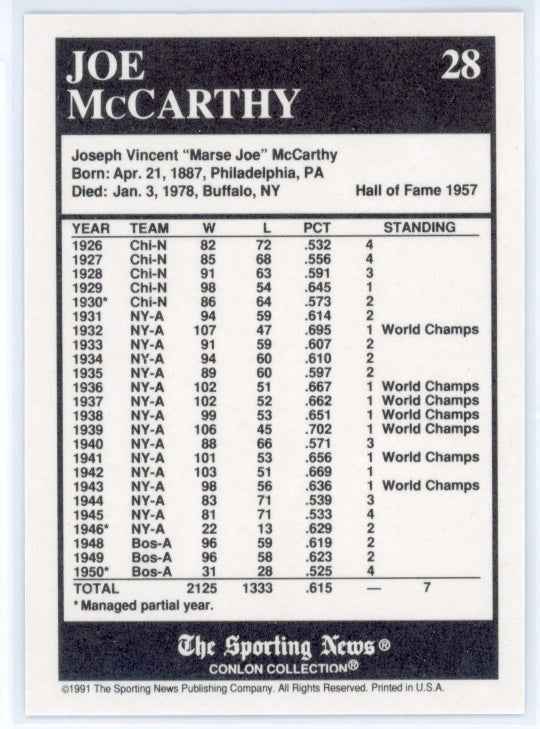 JOE 28
McCARTHY
Joseph Vincent "Marse Joe" McCarthy
Born: Apr. 21, 1887, Philadelphia, PA
Died: Jan. 3, 1978, Buffalo, NY Hall of Fame 1957
YEAR TEAM W L PCT STANDING
1926 Chi-N 82 72 .532 4
1927 Chi-N 85 68 .556 4
1928 Chi-N 91 63 .591 3
1929 Chi-N 98 54 .645 1
1930* Chi-N 86 64 .573 2
1931 NY-A 94 59 .614 2
1932 NY-A 107 47 .695 1 World Champs
1933 NY-A 91 59 .607 2
1934 NY-A 94 60 .610 2
1935 NY-A 89 60 .597 2
1936 NY-A 102 51 .667 1 World Champs
1937 NY-A 102 52 .662 1 World Champs
1938 NY-A 99 53 .651 1 World Champs
1939 NY-A 106 45 .702 1 World Champs
1940 NY-A 88 66 .571 3
1941 NY-A 101 53 .656 1 World Champs
1942 NY-A 103 51 .669 1
1943 NY-A 98 56 .636 1 World Champs
1944 NY-A 83 71 .539 3
1945 NY-A 81 71 .533 4
1946* NY-A 22 13 .629 2
1948 Bos-A 96 59 .619 2
1949 Bos-A 96 58 .623 2
1950* Bos-A 31 28 .525 4
TOTAL 2125 1333 .615 — 7
*Managed partial year.
The Sporting News®
CONLON COLLECTION®
©1991 The Sporting News Publishing Company. All Rights Reserved. Printed in U.S.A.